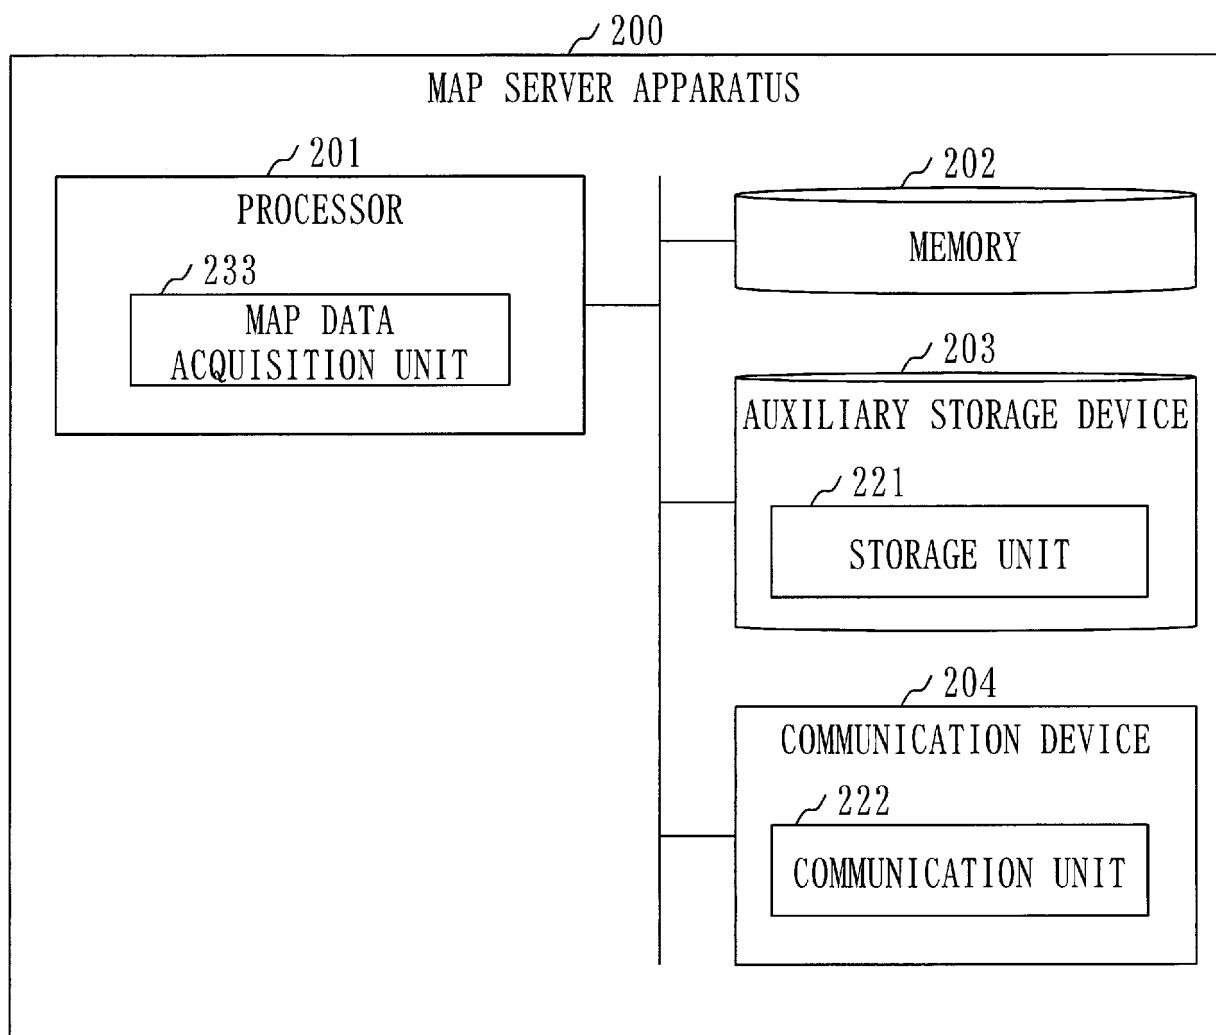 200
MAP SERVER APPARATUS
201
PROCESSOR
233
MAP DATA
ACQUISITION UNIT
202
MEMORY
203
AUXILIARY STORAGE DEVICE
221
STORAGE UNIT
204
COMMUNICATION DEVICE
222
COMMUNICATION UNIT